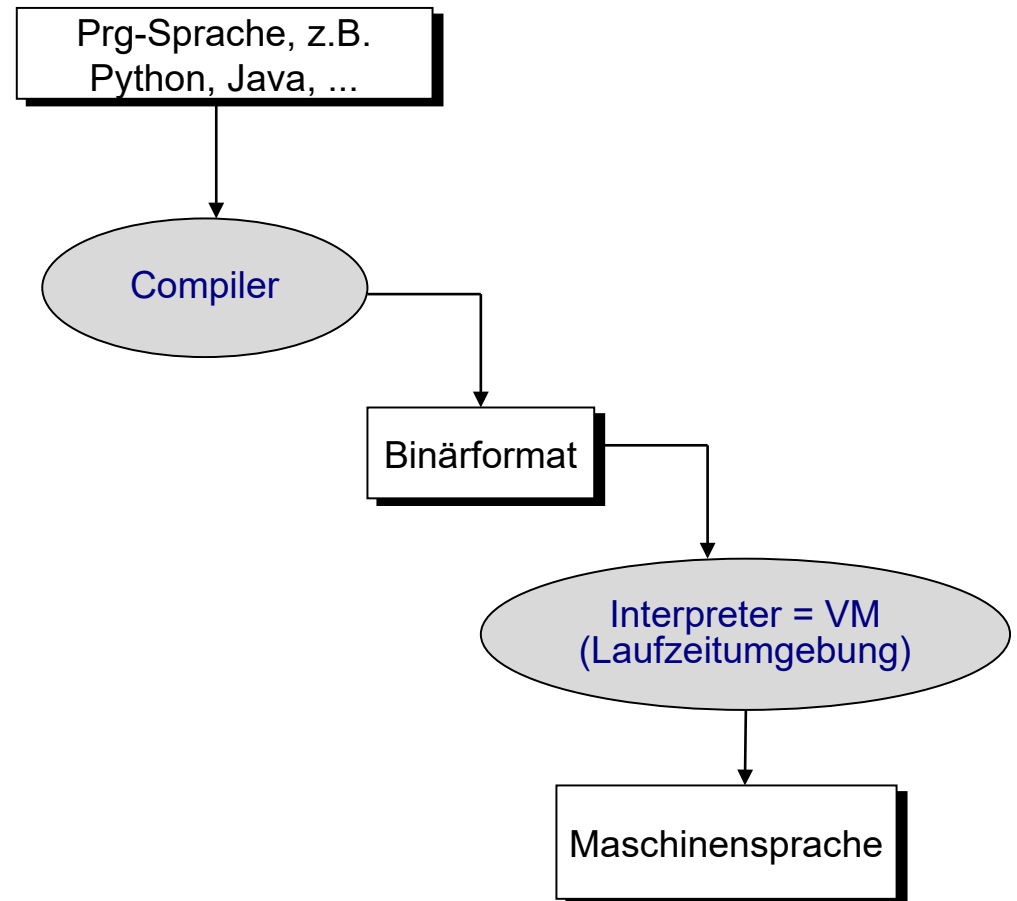 Prg-Sprache, z.B.
Python, Java, ...
Compiler
Binärformat
Interpreter = VM
(Laufzeitumgebung)
Maschinensprache